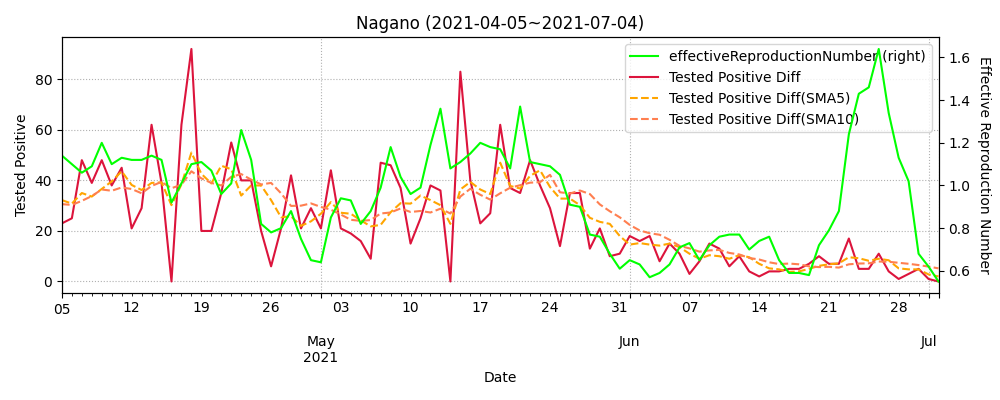 Nagano (2021-04-05~2021-07-04)
effectiveReproductionNumber (right)
Tested Positive Diff
Tested Positive Diff(SMA5)
Tested Positive Diff(SMA10)
Tested Positive
80
60
40
20
0
1.6
1.4
1.2
1.0
0.8
0.6
Effective Reproduction Number
05 12 19 26 03 10 17 24 31 07 14 21 28
May Jun Jul
2021
Date